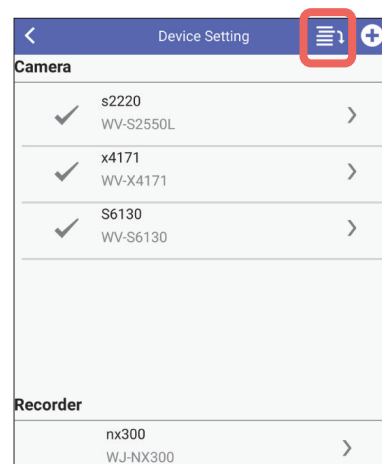 Device Setting
Camera
s2220
WV-S2550L
x4171
WV-X4171
S6130
WV-S6130
Recorder
nx300
WJ-NX300